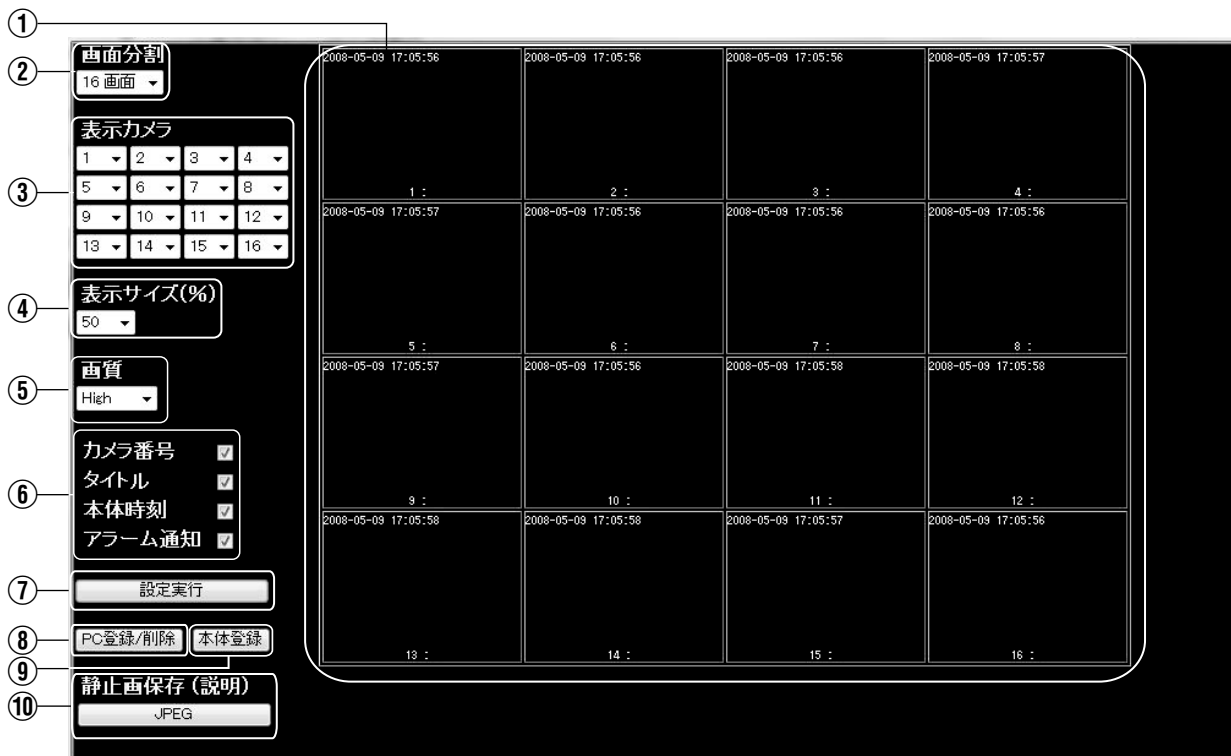 ①
画面分割
② 16 画面
表示カメラ
1 2 3 4
③ 5 6 7 8
9 10 11 12
13 14 15 16
表示サイズ(%)
④ 50
画質
⑤ High
カメラ番号
タイトル
⑥ 本体時刻
アラーム通知
⑦ 設定実行
⑧ PC登録/削除 本体登録
⑨
静止画保存 (説明)
⑩ JPEG
2008-05-09 17:05:56 2008-05-09 17:05:56 2008-05-09 17:05:56 2008-05-09 17:05:57
1 : 2 : 3 : 4 :
2008-05-09 17:05:57 2008-05-09 17:05:56 2008-05-09 17:05:56 2008-05-09 17:05:56
5 : 6 : 7 : 8 :
2008-05-09 17:05:57 2008-05-09 17:05:56 2008-05-09 17:05:58 2008-05-09 17:05:58
9 : 10 : 11 : 12 :
2008-05-09 17:05:58 2008-05-09 17:05:58 2008-05-09 17:05:57 2008-05-09 17:05:56
13 : 14 : 15 : 16 :